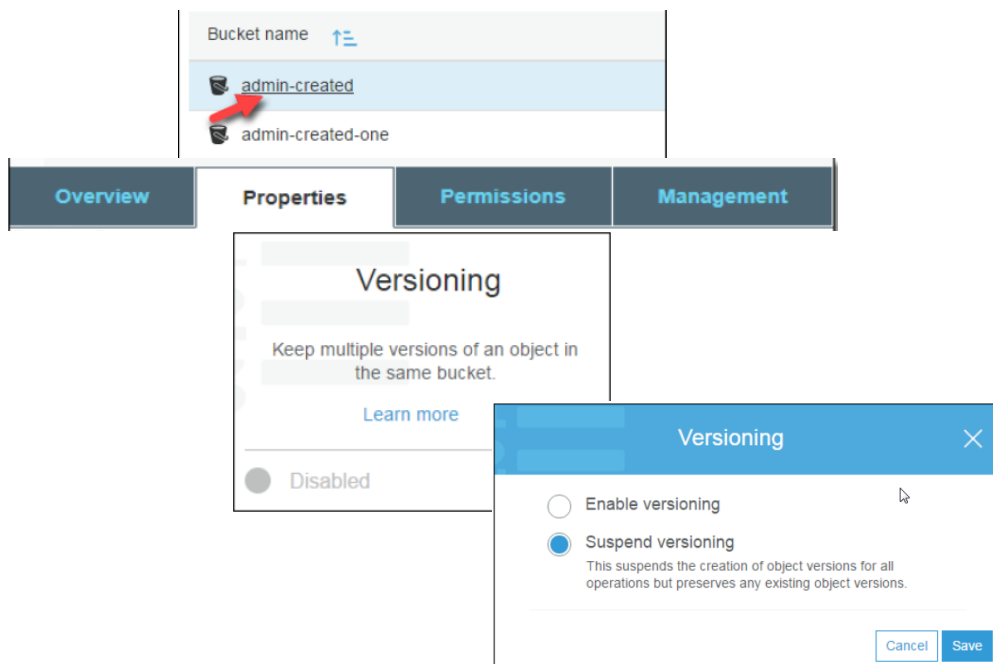 Bucket name
admin-created
admin-created-one
Overview Properties Permissions Management
Versioning
Keep multiple versions of an object in
the same bucket.
Learn more
Disabled
Versioning
Enable versioning
Suspend versioning
This suspends the creation of object versions for all
operations but preserves any existing object versions.
Cancel Save